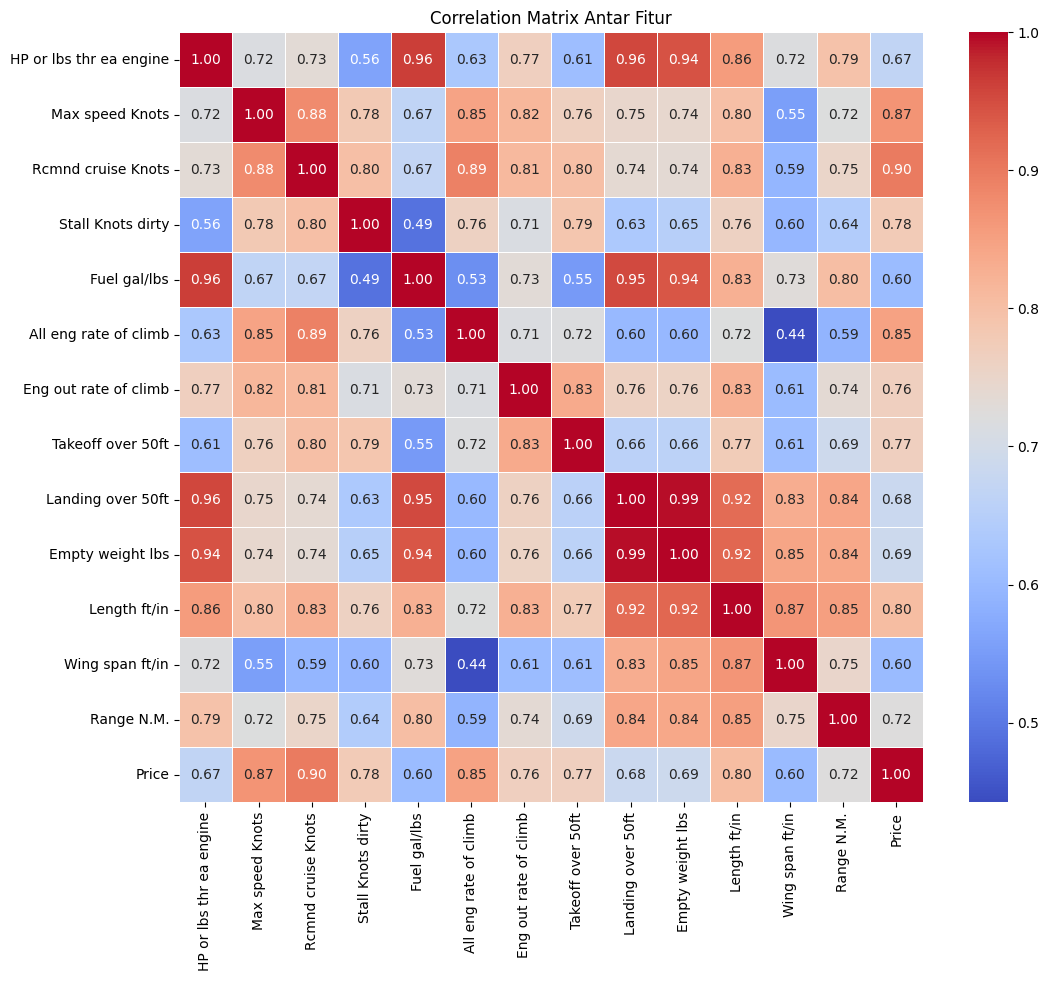 Correlation Matrix Antar Fitur
HP or lbs thr ea engine 1.00 0.72 0.73 0.56 0.96 0.63 0.77 0.61 0.96 0.94 0.86 0.72 0.79 0.67
Max speed Knots 0.72 1.00 0.88 0.78 0.67 0.85 0.82 0.76 0.75 0.74 0.80 0.55 0.72 0.87
Rcmnd cruise Knots 0.73 0.88 1.00 0.80 0.67 0.89 0.81 0.80 0.74 0.74 0.83 0.59 0.75 0.90
Stall Knots dirty 0.56 0.78 0.80 1.00 0.49 0.76 0.71 0.79 0.63 0.65 0.76 0.60 0.64 0.78
Fuel gal/lbs 0.96 0.67 0.67 0.49 1.00 0.53 0.73 0.55 0.95 0.94 0.83 0.73 0.80 0.60
All eng rate of climb 0.63 0.85 0.89 0.76 0.53 1.00 0.71 0.72 0.60 0.60 0.72 0.44 0.59 0.85
Eng out rate of climb 0.77 0.82 0.81 0.71 0.73 0.71 1.00 0.83 0.76 0.76 0.83 0.61 0.74 0.76
Takeoff over 50ft 0.61 0.76 0.80 0.79 0.55 0.72 0.83 1.00 0.66 0.66 0.77 0.61 0.69 0.77
Landing over 50ft 0.96 0.75 0.74 0.63 0.95 0.60 0.76 0.66 1.00 0.99 0.92 0.83 0.84 0.68
Empty weight lbs 0.94 0.74 0.74 0.65 0.94 0.60 0.76 0.66 0.99 1.00 0.92 0.85 0.84 0.69
Length ft/in 0.86 0.80 0.83 0.76 0.83 0.72 0.83 0.77 0.92 0.92 1.00 0.87 0.85 0.80
Wing span ft/in 0.72 0.55 0.59 0.60 0.73 0.44 0.61 0.61 0.83 0.85 0.87 1.00 0.75 0.60
Range N.M. 0.79 0.72 0.75 0.64 0.80 0.59 0.74 0.69 0.84 0.84 0.85 0.75 1.00 0.72
Price 0.67 0.87 0.90 0.78 0.60 0.85 0.76 0.77 0.68 0.69 0.80 0.60 0.72 1.00
HP or lbs thr ea engine
Max speed Knots
Rcmnd cruise Knots
Stall Knots dirty
Fuel gal/lbs
All eng rate of climb
Eng out rate of climb
Takeoff over 50ft
Landing over 50ft
Empty weight lbs
Length ft/in
Wing span ft/in
Range N.M.
Price
1.0
0.9
0.8
0.7
0.6
0.5